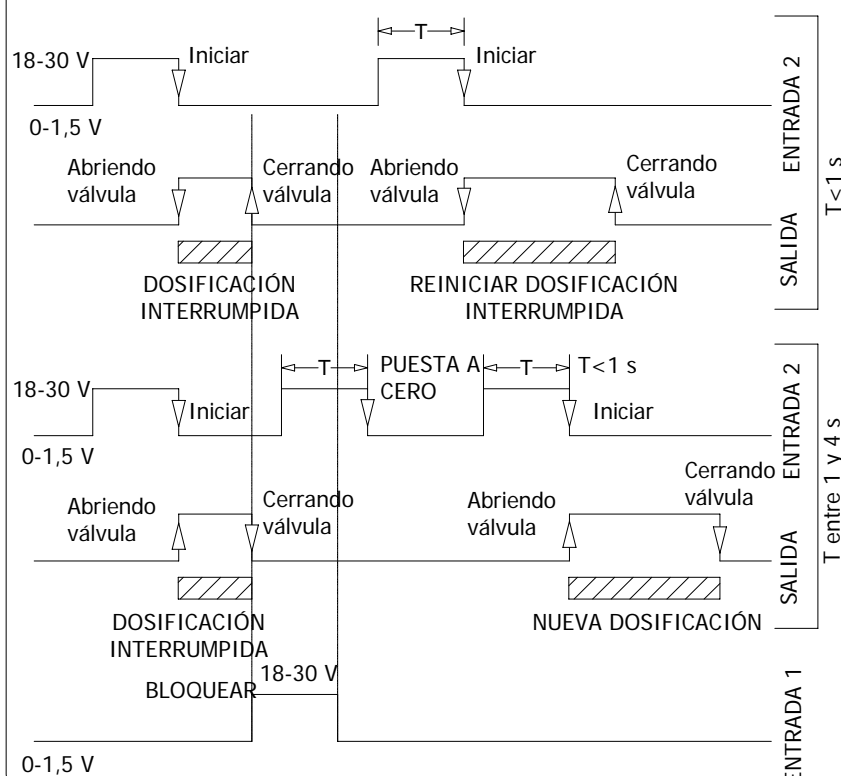 T
18-30 V
Iniciar
Iniciar
0-1,5 V
ENTRADA 2
Abriendo
válvula
Cerrando
válvula
Abriendo
válvula
Cerrando
válvula
SALIDA
T<1 s
DOSIFICACIÓN
INTERRUMPIDA
REINICIAR DOSIFICACIÓN
INTERRUMPIDA
18-30 V
Iniciar
T
PUESTA A
CERO
T
T<1 s
Iniciar
0-1,5 V
ENTRADA 2
Abriendo
válvula
Cerrando
válvula
Abriendo
válvula
Cerrando
válvula
SALIDA
T entre 1 y 4 s
DOSIFICACIÓN
INTERRUMPIDA
NUEVA DOSIFICACIÓN
BLOQUEAR
18-30 V
0-1,5 V
ENTRADA 1